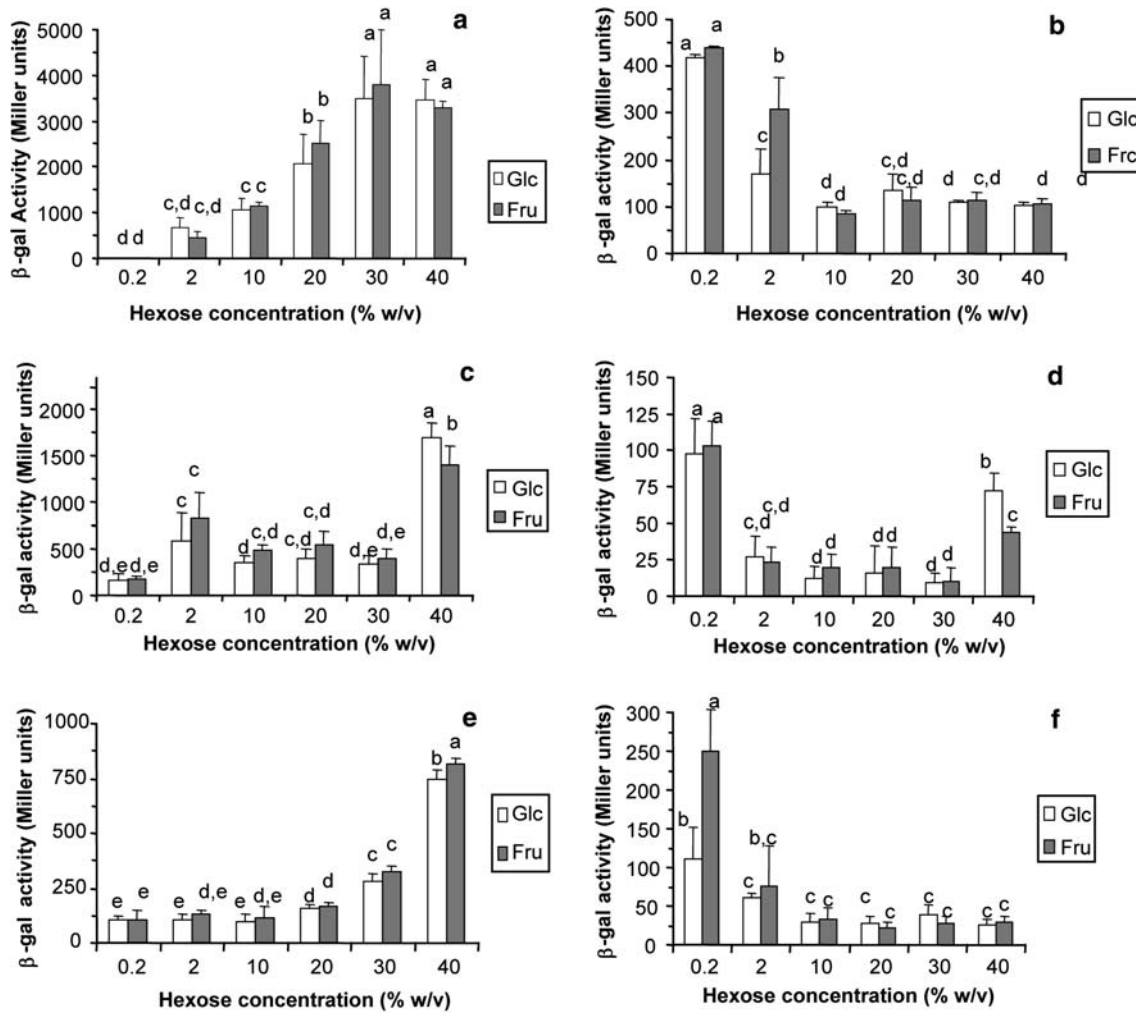 a
β-gal Activity (Miller units)
5000
4000
3000
2000
1000
0
d d
c,d c,d
c c
b b
a a
a a
0.2 2 10 20 30 40
Hexose concentration (% w/v)
Glc
Fru
b
β -gal activity (Miller units)
500
400
300
200
100
0
a a
c b
d d
c,d c,d
d c,d
d d
0.2 2 10 20 30 40
Hexose concentration (% w/v)
Glc
Frc
c
β-gal activity (Miller units)
2000
1500
1000
500
0
d,e d,e
c c
d c,d
c,d c,d
d,e d,e
a b
0.2 2 10 20 30 40
Hexose concentration (% w/v)
Glc
Fru
d
β-gal activity (Miller units)
150
125
100
75
50
25
0
a a
c,d c,d
d d
d d
d d
b c
0.2 2 10 20 30 40
Hexose concentration (% w/v)
Glc
Fru
e
β-gal activity (Miller units)
1000
750
500
250
0
e e
e d,e
e d,e
d d
c c
b a
0.2 2 10 20 30 40
Hexose concentration (% w/v)
Glc
Fru
f
β-gal activity (Miller units)
300
250
200
150
100
50
0
b a
c b,c
c c
c c
c c
c c
0.2 2 10 20 30 40
Hexose concentration (% w/v)
Glc
Fru